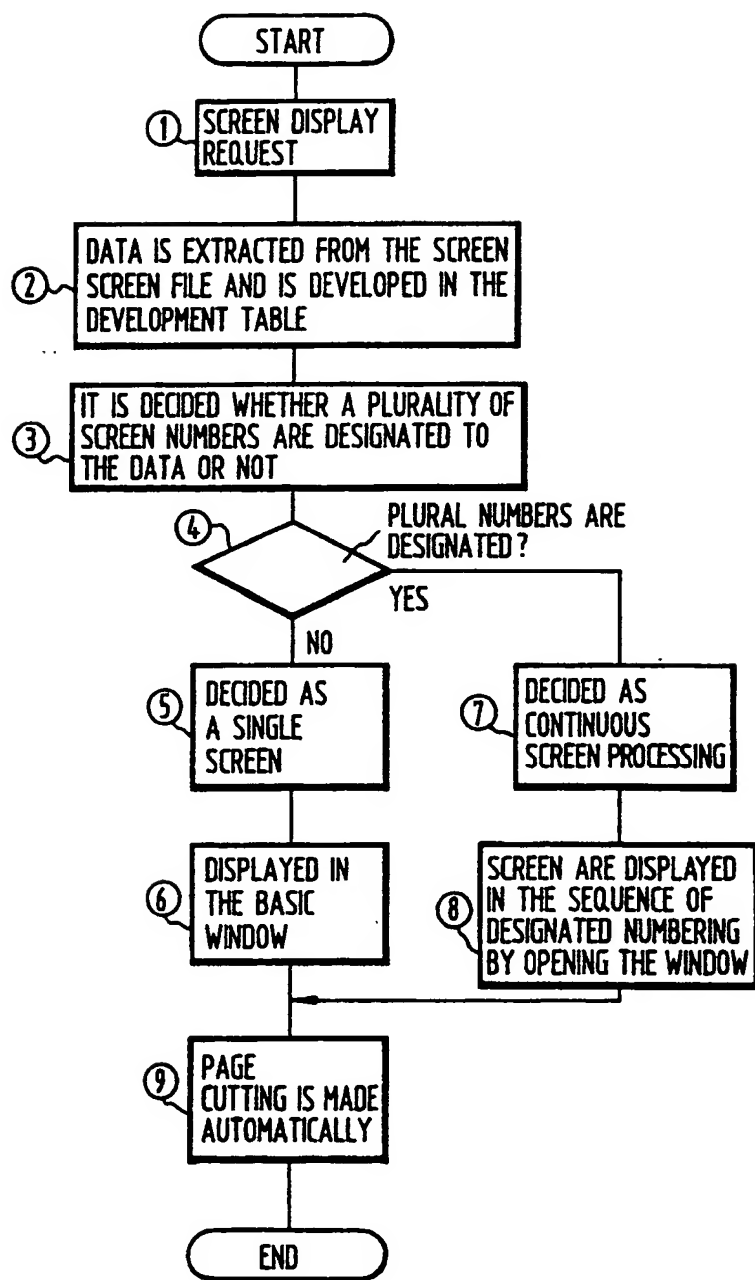 START
① SCREEN DISPLAY
REQUEST
② DATA IS EXTRACTED FROM THE SCREEN
SCREEN FILE AND IS DEVELOPED IN THE
DEVELOPMENT TABLE
③ IT IS DECIDED WHETHER A PLURALITY OF
SCREEN NUMBERS ARE DESIGNATED TO
THE DATA OR NOT
④ PLURAL NUMBERS ARE
DESIGNATED?
YES
NO
⑤ DECIDED AS
A SINGLE
SCREEN
⑦ DECIDED AS
CONTINUOUS
SCREEN PROCESSING
⑥ DISPLAYED IN
THE BASIC
WINDOW
⑧ SCREEN ARE DISPLAYED
IN THE SEQUENCE OF
DESIGNATED NUMBERING
BY OPENING THE WINDOW
⑨ PAGE
CUTTING IS MADE
AUTOMATICALLY
END